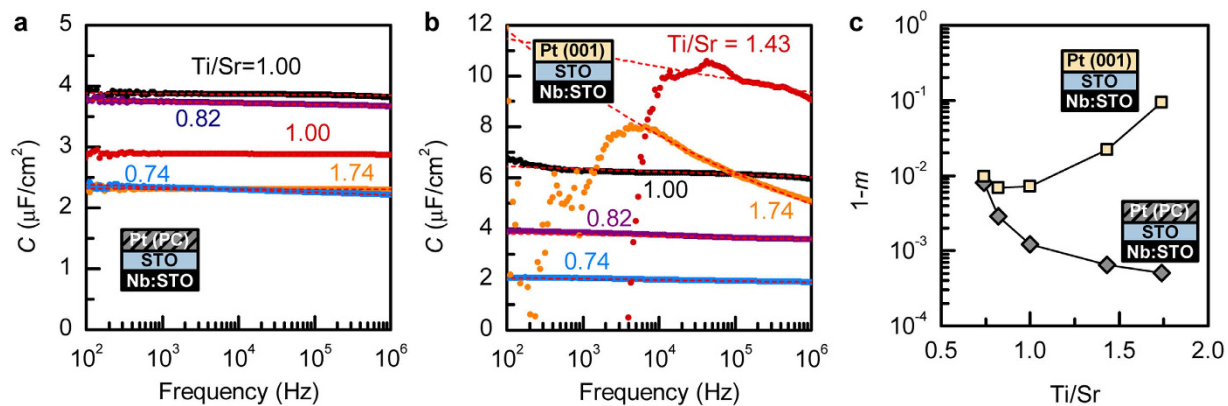 a
5
4
3
2
1
0
C (μF/cm²)
Ti/Sr=1.00
0.82
1.00
0.74
1.74
Pt (PC)
STO
Nb:STO
10² 10³ 10⁴ 10⁵ 10⁶
Frequency (Hz)
b
12
10
8
6
4
2
0
C (μF/cm²)
Pt (001)
STO
Nb:STO
Ti/Sr = 1.43
1.00
1.74
0.82
0.74
10² 10³ 10⁴ 10⁵ 10⁶
Frequency (Hz)
c
10⁰
10⁻¹
10⁻²
10⁻³
10⁻⁴
1-m
Pt (001)
STO
Nb:STO
Pt (PC)
STO
Nb:STO
0.5 1.0 1.5 2.0
Ti/Sr